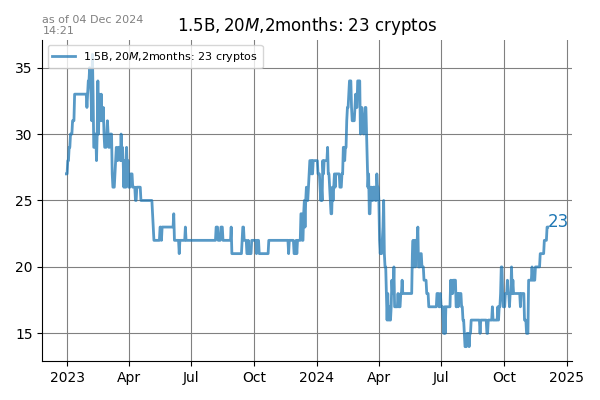 as of 04 Dec 2024
14:21
1.5B, 20M,2months: 23 cryptos
1.5B, 20M,2months: 23 cryptos
35
30
25
20
15
23
2023 Apr Jul Oct 2024 Apr Jul Oct 2025